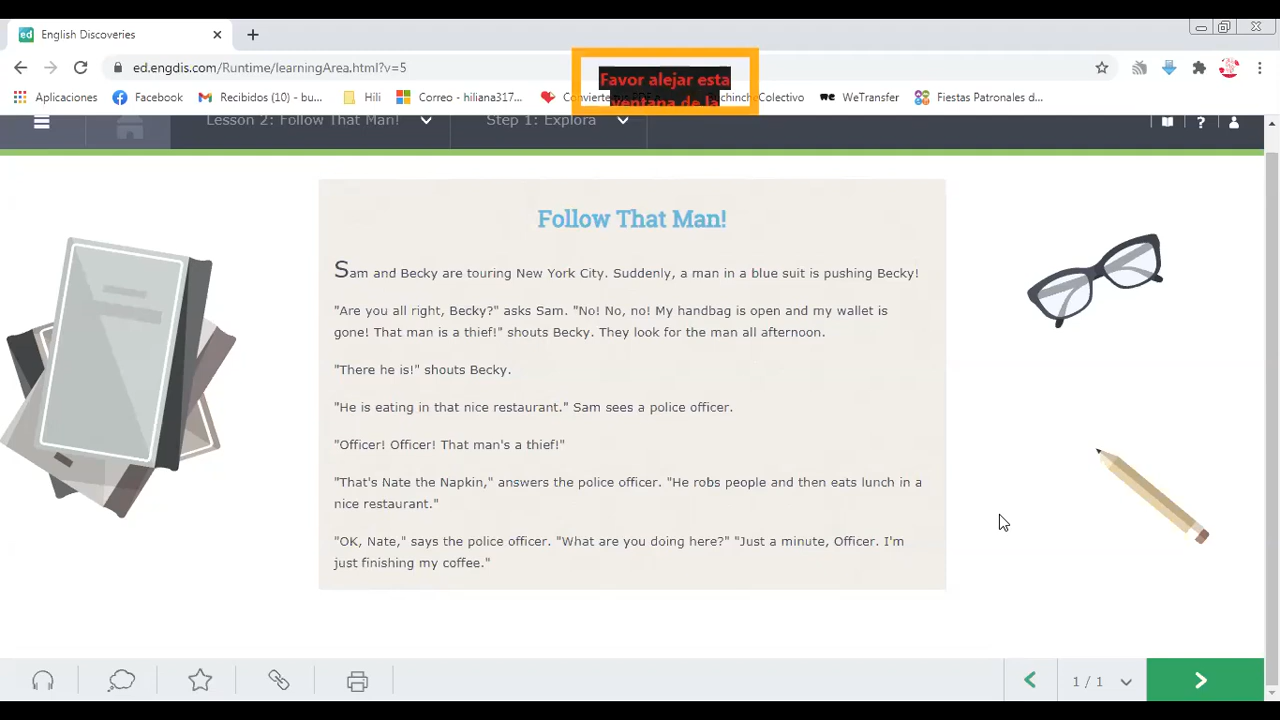 English Discoveries
ed.engdis.com/Runtime/learningArea.html?v=5
Favor alejar esta
ventana de la
Aplicaciones Facebook Recibidos (10) - bu... Hili Correo - hiliana317... Colectivo WeTransfer Fiestas Patronales d...
Lesson 2: Follow That Man! Step 1: Explora
Follow That Man!
Sam and Becky are touring New York City. Suddenly, a man in a blue suit is pushing Becky!
"Are you all right, Becky?" asks Sam. "No! No, no! My handbag is open and my wallet is
gone! That man is a thief!" shouts Becky. They look for the man all afternoon.
"There he is!" shouts Becky.
"He is eating in that nice restaurant." Sam sees a police officer.
"Officer! Officer! That man's a thief!"
"That's Nate the Napkin," answers the police officer. "He robs people and then eats lunch in a
nice restaurant."
"OK, Nate," says the police officer. "What are you doing here?" "Just a minute, Officer. I'm
just finishing my coffee."
1 / 1